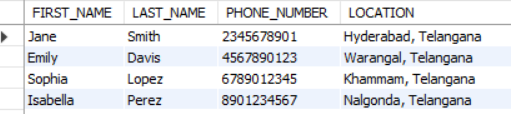 FIRST_NAME LAST_NAME PHONE_NUMBER LOCATION
Jane Smith 2345678901 Hyderabad, Telangana
Emily Davis 4567890123 Warangal, Telangana
Sophia Lopez 6789012345 Khammam, Telangana
Isabella Perez 8901234567 Nalgonda, Telangana